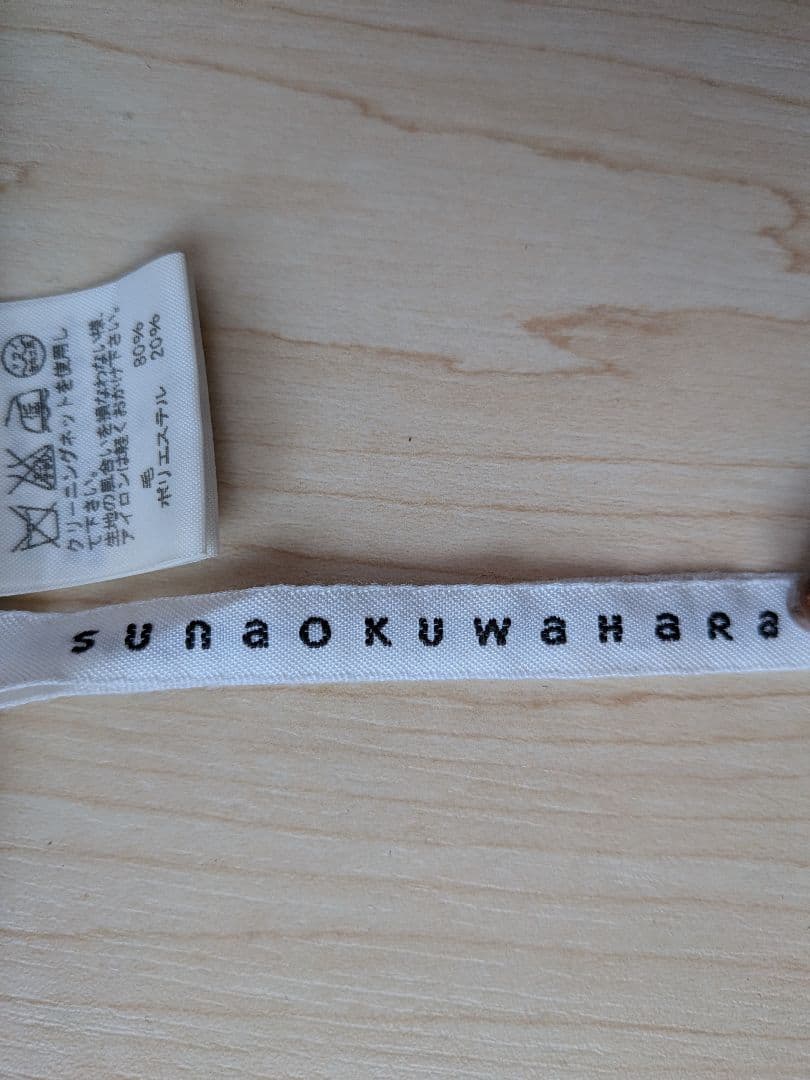 クリーニングネットを使用し
て下さい。
生地の風合いを損なわない様、
アイロンは軽くおかけ下さい。
毛 80%
ポリエステル 20%
sunaoKuwaHaRa